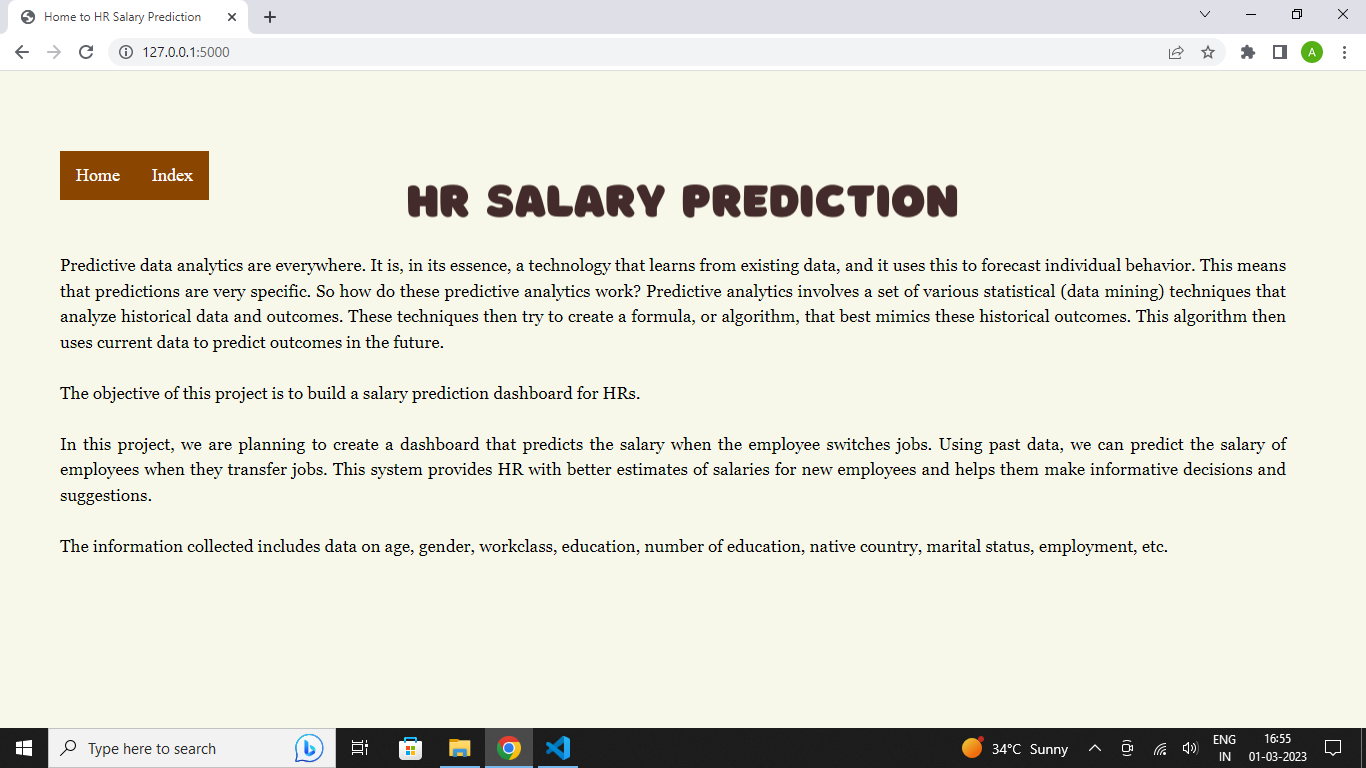 Home to HR Salary Prediction
127.0.0.1:5000
A
Home Index
HR SALARY PREDICTION
Predictive data analytics are everywhere. It is, in its essence, a technology that learns from existing data, and it uses this to forecast individual behavior. This means
that predictions are very specific. So how do these predictive analytics work? Predictive analytics involves a set of various statistical (data mining) techniques that
analyze historical data and outcomes. These techniques then try to create a formula, or algorithm, that best mimics these historical outcomes. This algorithm then
uses current data to predict outcomes in the future.
The objective of this project is to build a salary prediction dashboard for HRs.
In this project, we are planning to create a dashboard that predicts the salary when the employee switches jobs. Using past data, we can predict the salary of
employees when they transfer jobs. This system provides HR with better estimates of salaries for new employees and helps them make informative decisions and
suggestions.
The information collected includes data on age, gender, workclass, education, number of education, native country, marital status, employment, etc.
Type here to search
34°C Sunny
ENG
IN
16:55
01-03-2023